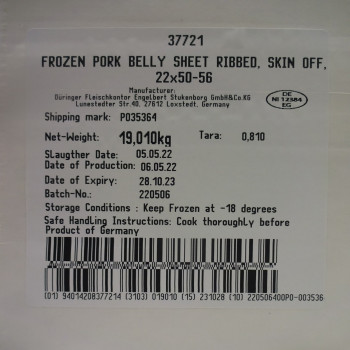 37721
FROZEN PORK BELLY SHEET RIBBED, SKIN OFF,
22x50-56
Manufacturer:
Düringer Fleischkontor Engelbert Stukenborg GmbH&Co.KG
Lunestedter Str.40, 27612 Loxstedt, Germany
DE
NI 12384
EG
Shipping mark: P035364
Net-Weight: 19,010kg Tara: 0,810
SLaugther Date: 05.05.22
Date of Production: 06.05.22
Date of Expiry: 28.10.23
Batch-No.: 220506
Storage Conditions : Keep Frozen at -18 degrees
Safe HandLing Instructions: Cook thoroughLy before
Product of Germany
(01) 94014208377214 (3103) 019010 (15) 231028 (10) 220506400PO-003536